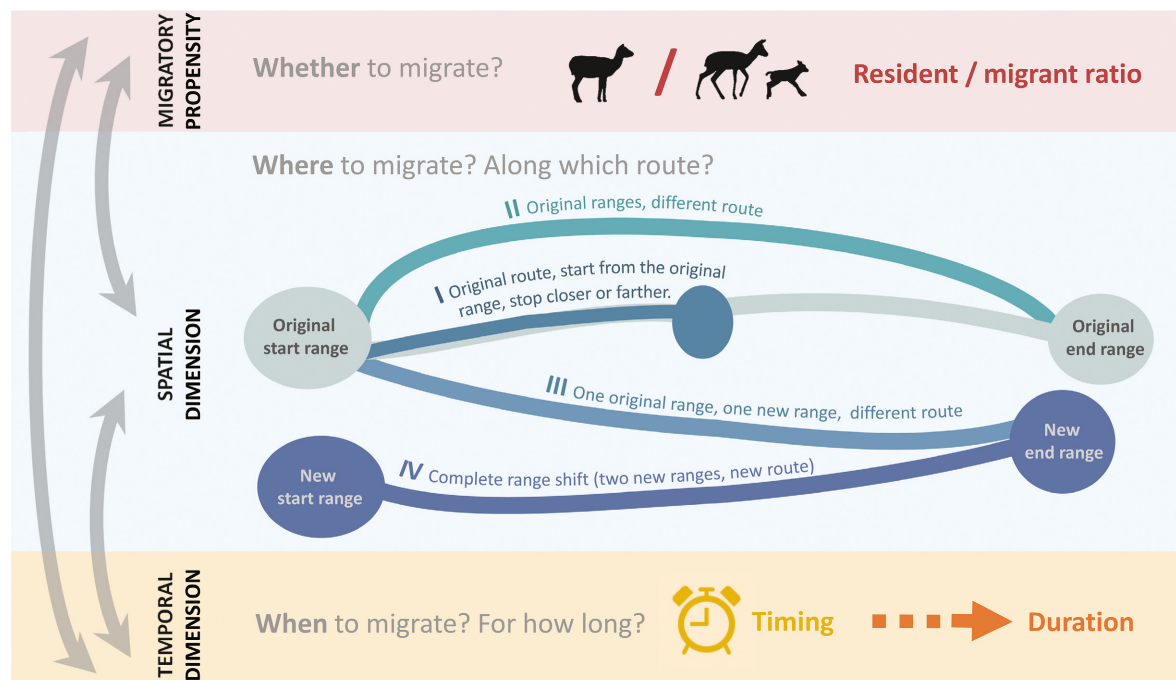 MIGRATORY
PROPENSITY
Whether to migrate?
/
Resident / migrant ratio
Where to migrate? Along which route?
SPATIAL
DIMENSION
II Original ranges, different route
I Original route, start from the original
range, stop closer or farther.
Original
start range
Original
end range
III One original range, one new range, different route
New
end range
IV Complete range shift (two new ranges, new route)
New
start range
TEMPORAL
DIMENSION
When to migrate? For how long?
Timing
Duration